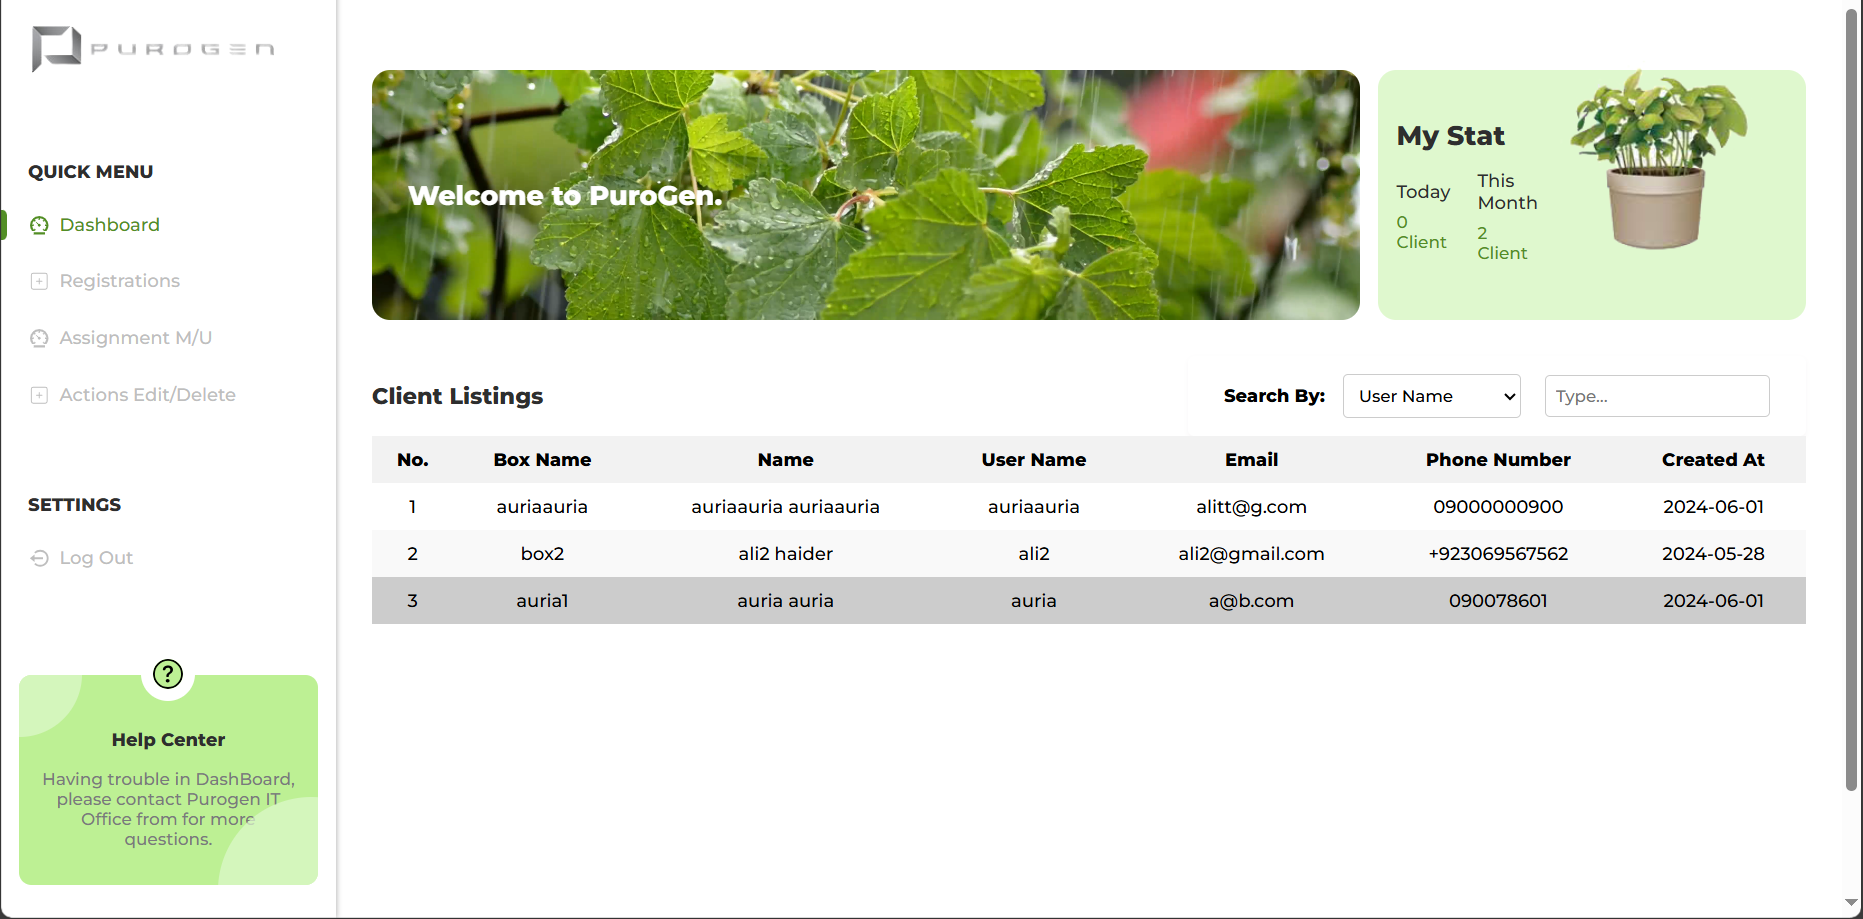 PUROGEN
QUICK MENU
Dashboard
Registrations
Assignment M/U
Actions Edit/Delete
SETTINGS
Log Out
?
Help Center
Having trouble in DashBoard,
please contact Purogen IT
Office from for more
questions.
Welcome to PuroGen.
My Stat
Today
0
Client
This
Month
2
Client
Client Listings
Search By: User Name Type...
No. Box Name Name User Name Email Phone Number Created At
1 auriaauria auriaauria auriaauria auriaauria alitt@g.com 09000000900 2024-06-01
2 box2 ali2 haider ali2 ali2@gmail.com +923069567562 2024-05-28
3 auria1 auria auria auria a@b.com 090078601 2024-06-01